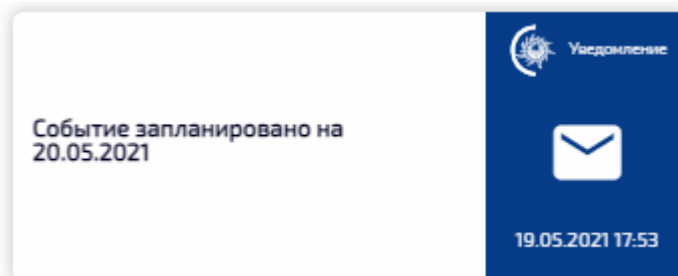 Уведомление
Событие запланировано на
20.05.2021
19.05.2021 17:53